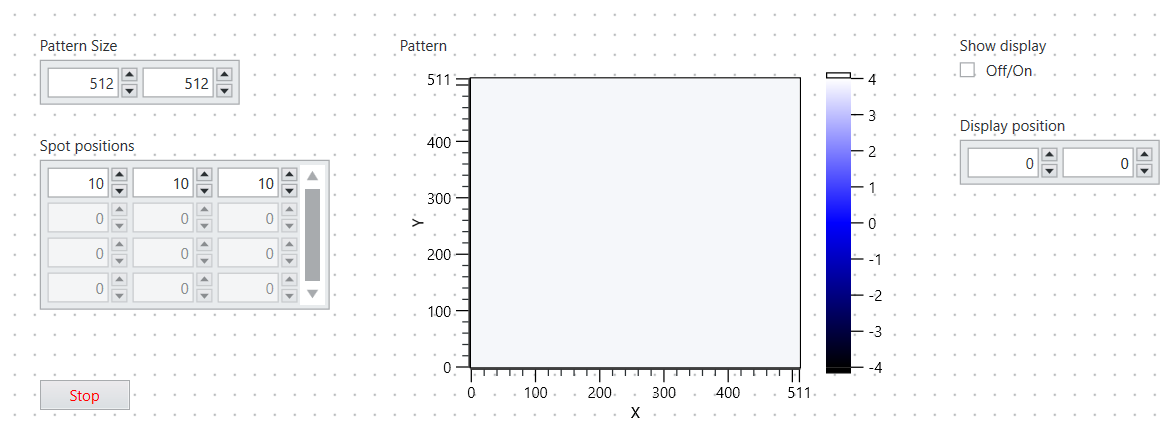 Pattern Size
512 512
Spot positions
10 10 10
0 0 0
0 0 0
0 0 0
Stop
Pattern
511
400
300
200
100
0
Y
0 100 200 300 400 511
X
4
3
2
1
0
-1
-2
-3
-4
Show display
Off/On
Display position
0 0